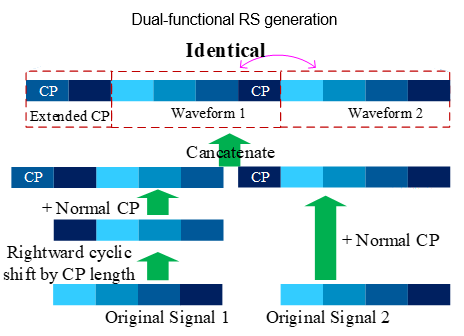 Dual-functional RS generation
Identical
CP
CP
Extended CP
Waveform 1
Waveform 2
Cancatenate
CP
CP
+ Normal CP
+ Normal CP
Rightward cyclic
shift by CP length
Original Signal 1
Original Signal 2